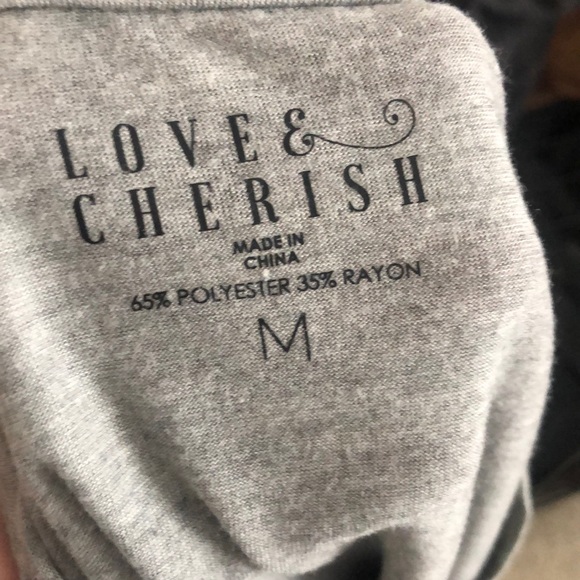 LOVE &
CHERISH
MADE IN
CHINA
65% POLYESTER 35% RAYON
M